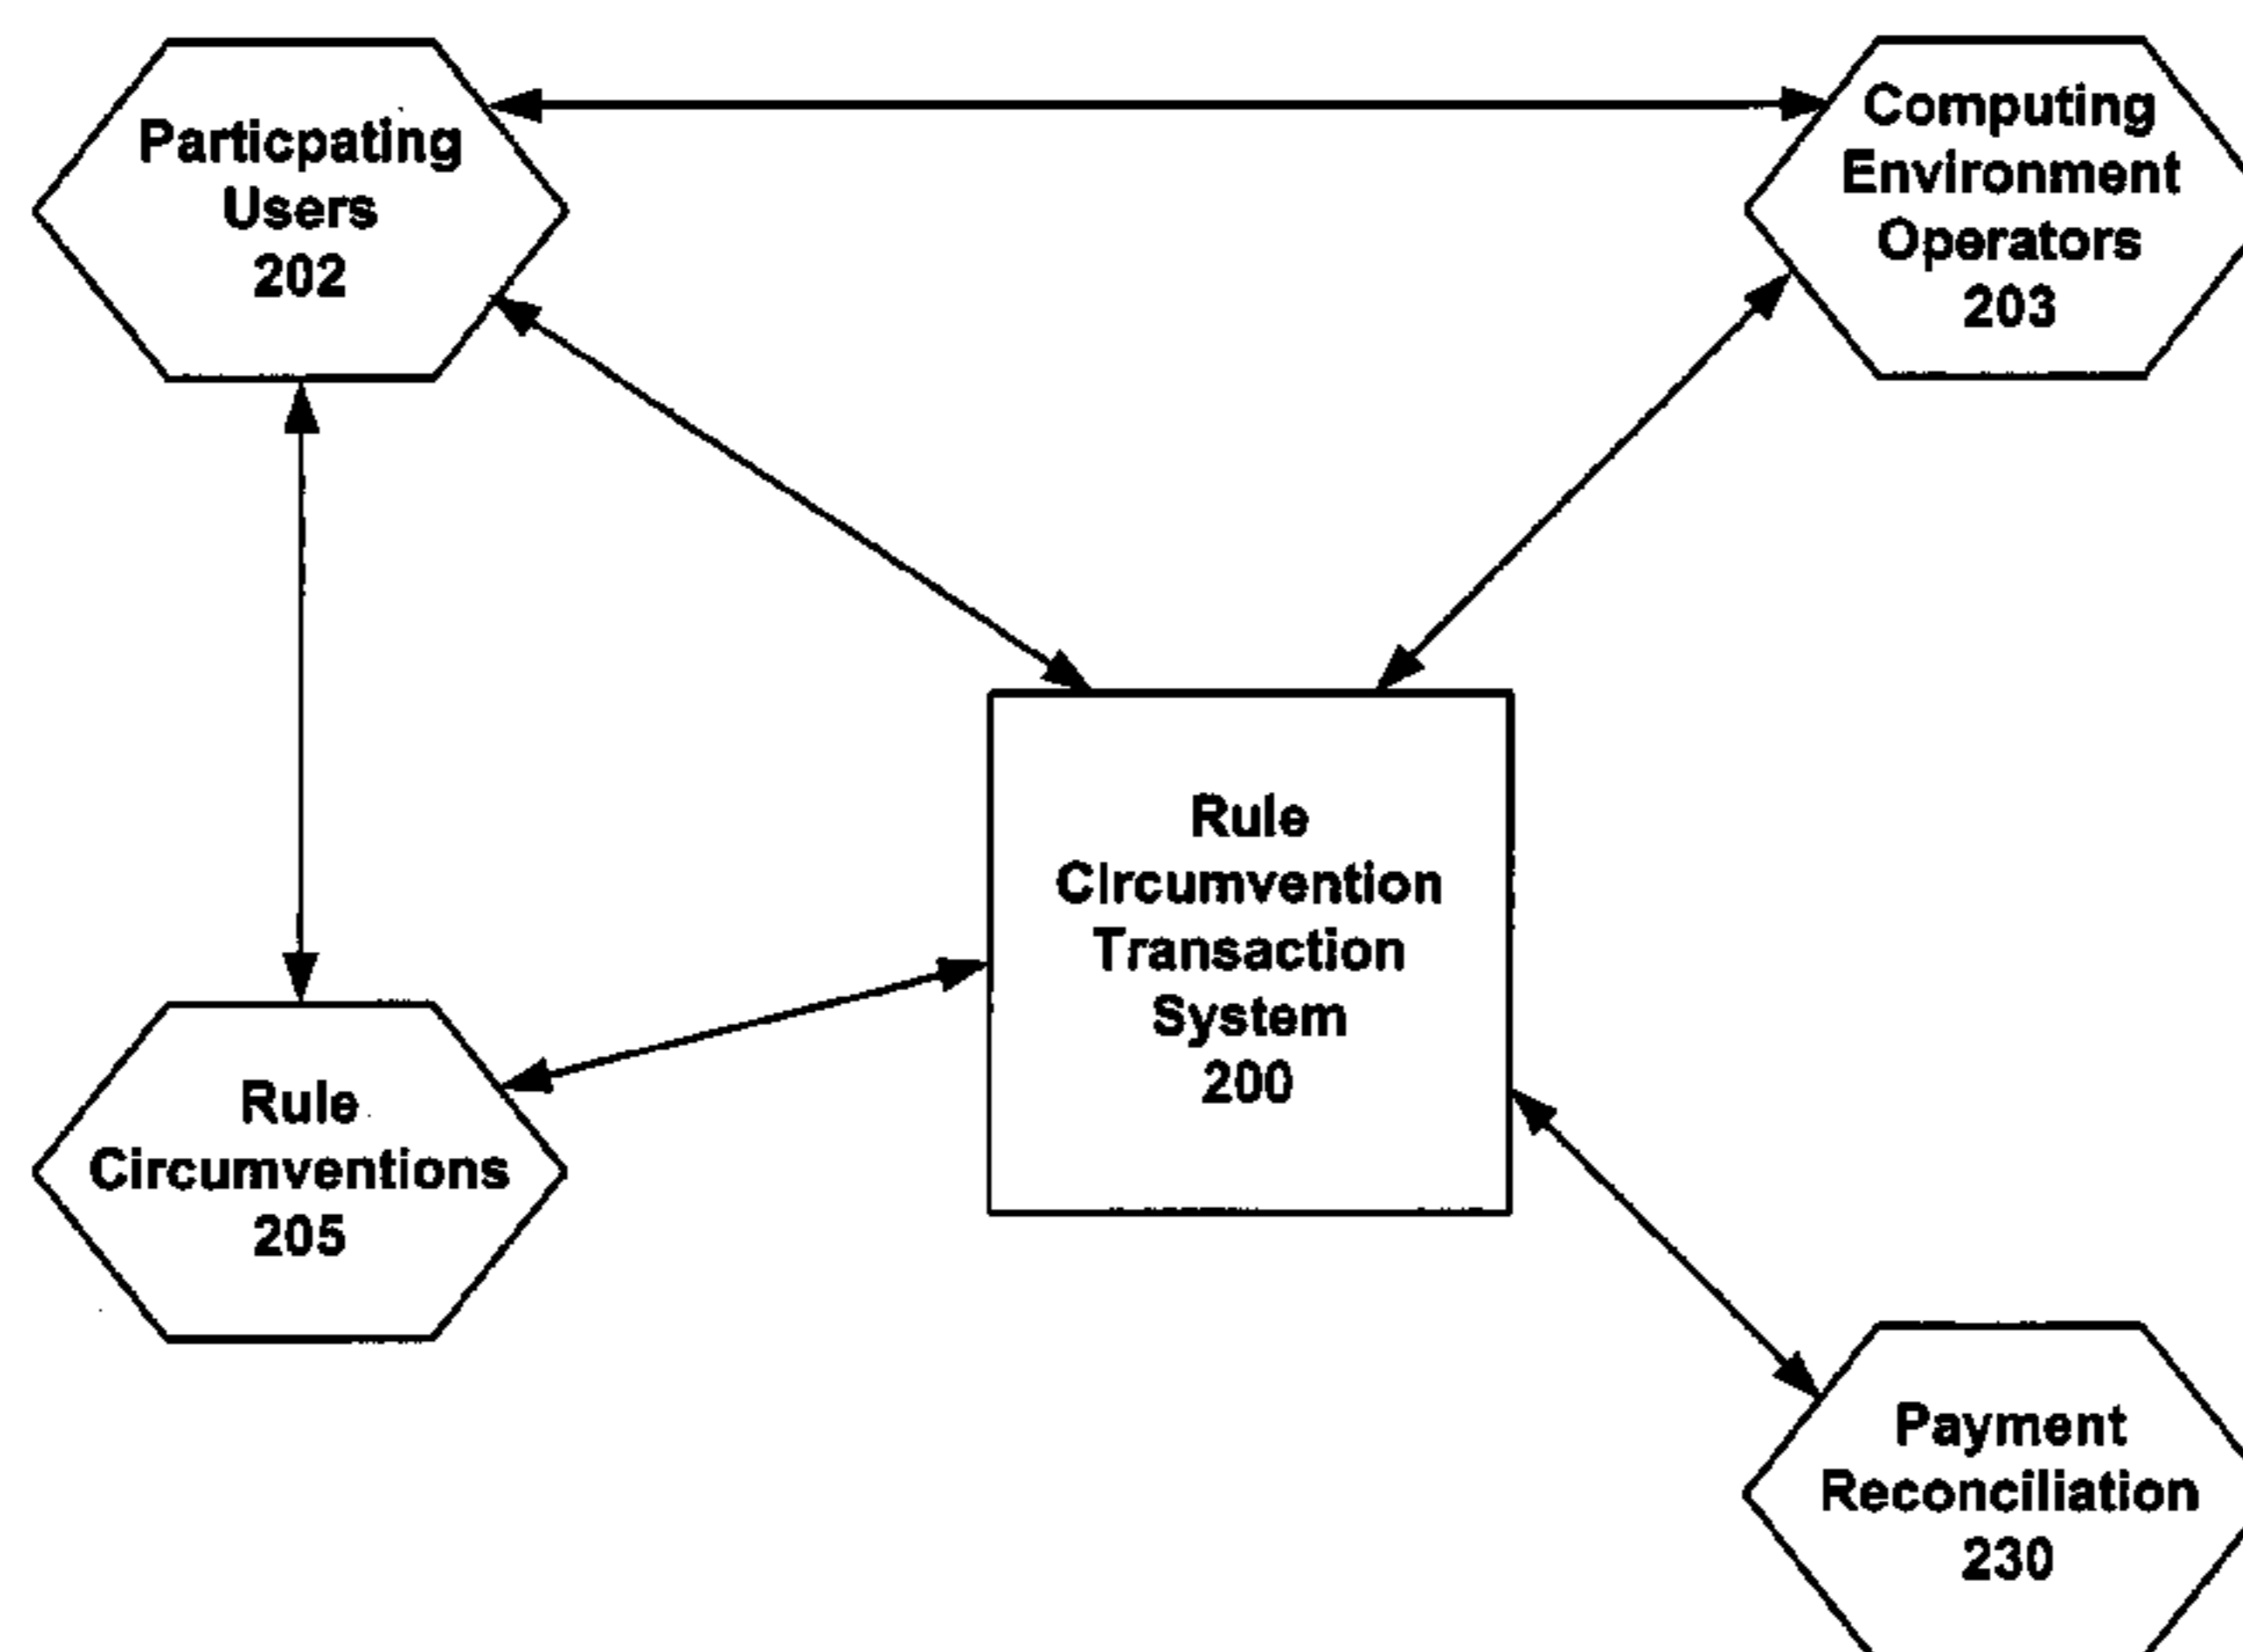 Particpating
Users
202
Computing
Environment
Operators
203
Rule
Circumvention
Transaction
System
200
Rule
Circumventions
205
Payment
Reconciliation
230